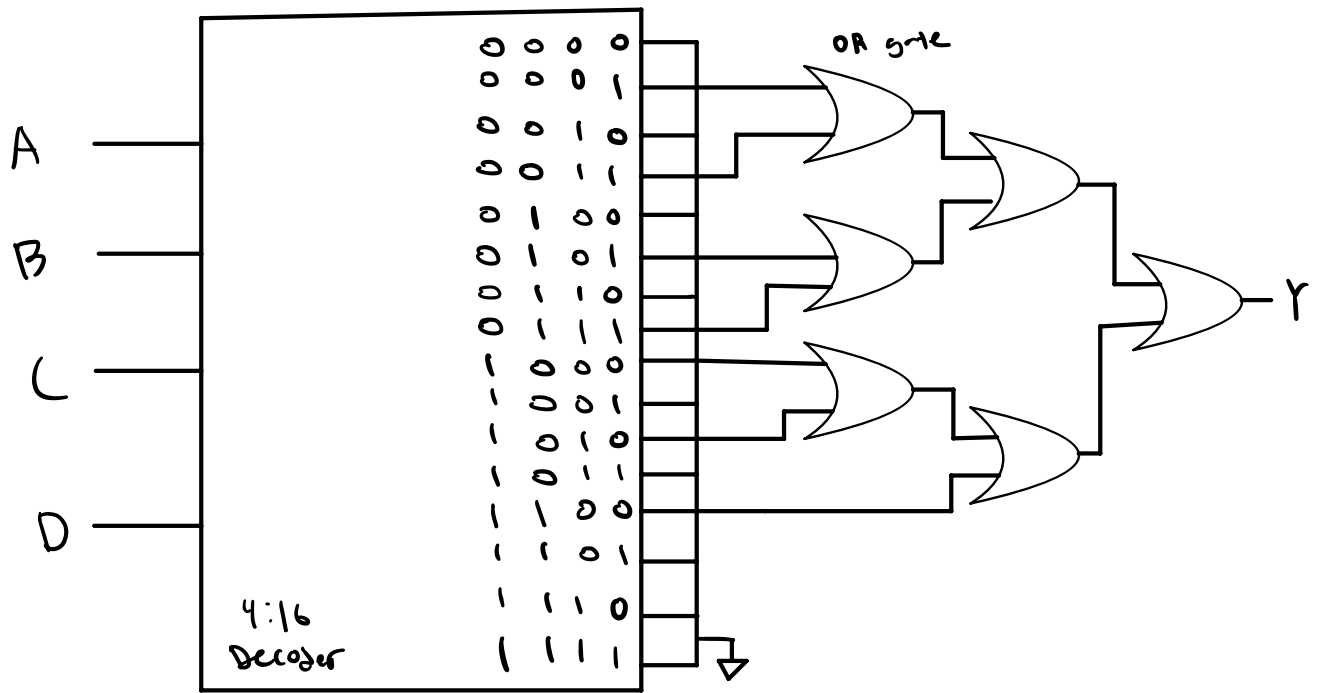 OR gate
0 0 0 0
0 0 0 1
0 0 1 0
0 0 1 1
0 1 0 0
0 1 0 1
0 1 1 0
0 1 1 1
1 0 0 0
1 0 0 1
1 0 1 0
1 0 1 1
1 1 0 0
1 1 0 1
1 1 1 0
1 1 1 1
A
B
C
D
Y
4:16
Decoder